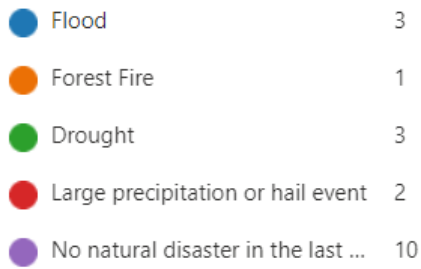 Flood 3
Forest Fire 1
Drought 3
Large precipitation or hail event 2
No natural disaster in the last ... 10